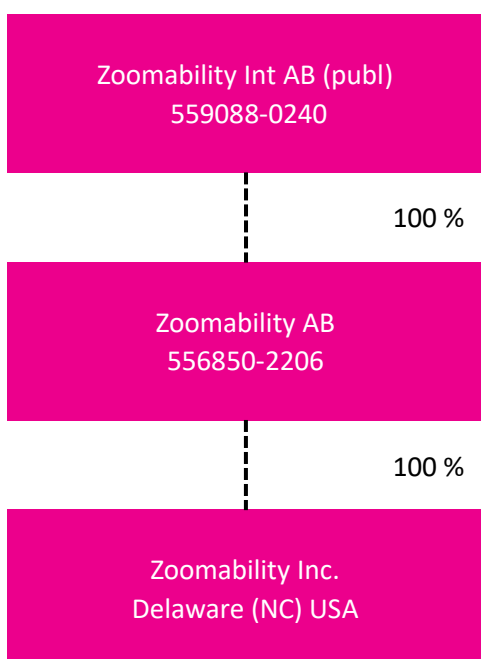 Zoomability Int AB (publ)
559088-0240
100 %
Zoomability AB
556850-2206
100 %
Zoomability Inc.
Delaware (NC) USA